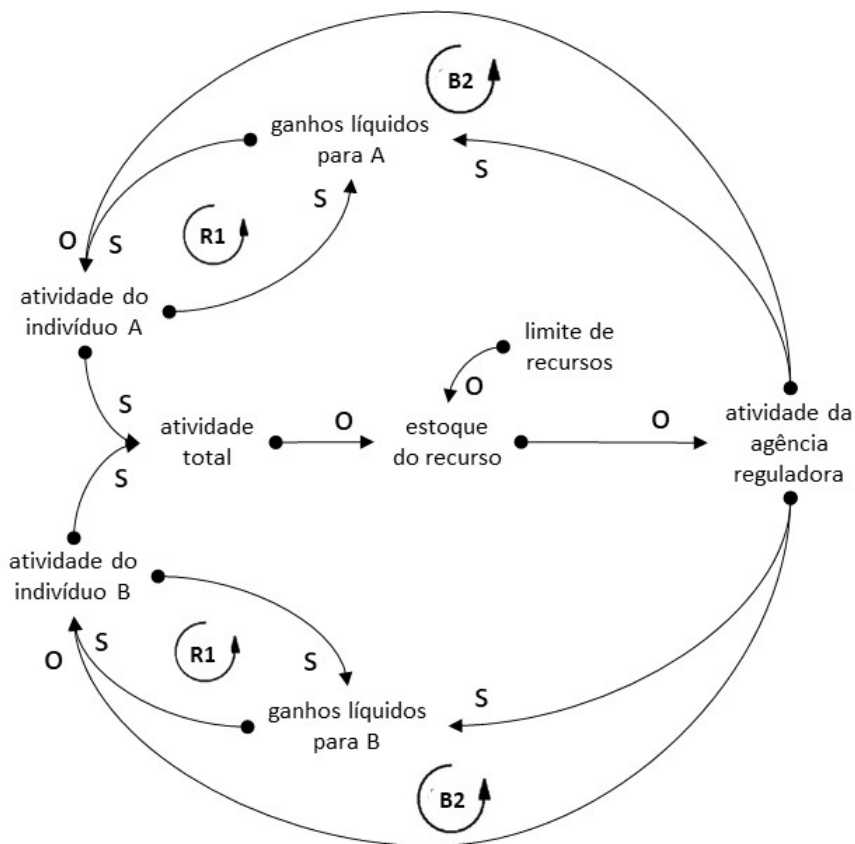 B2
ganhos líquidos
para A
S
S
R1
O
S
atividade do
indivíduo A
limite de
recursos
O
S
atividade
total
O
estoque
do recurso
O
atividade da
agência
reguladora
S
atividade do
indivíduo B
R1
S
O
S
S
ganhos líquidos
para B
B2